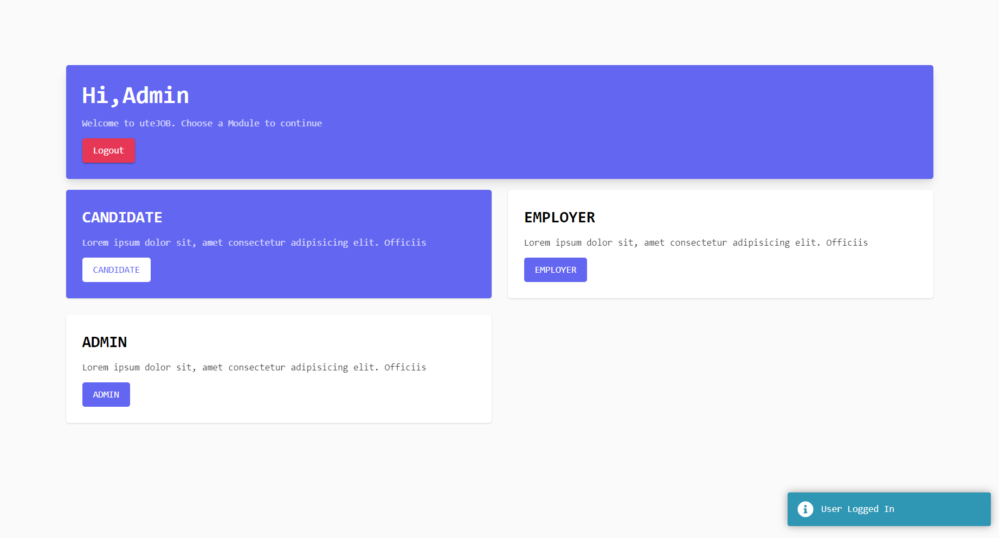 Hi,Admin
Welcome to uteJOB. Choose a Module to continue
Logout
CANDIDATE
Lorem ipsum dolor sit, amet consectetur adipisicing elit. Officiis
CANDIDATE
EMPLOYER
Lorem ipsum dolor sit, amet consectetur adipisicing elit. Officiis
EMPLOYER
ADMIN
Lorem ipsum dolor sit, amet consectetur adipisicing elit. Officiis
ADMIN
User Logged In